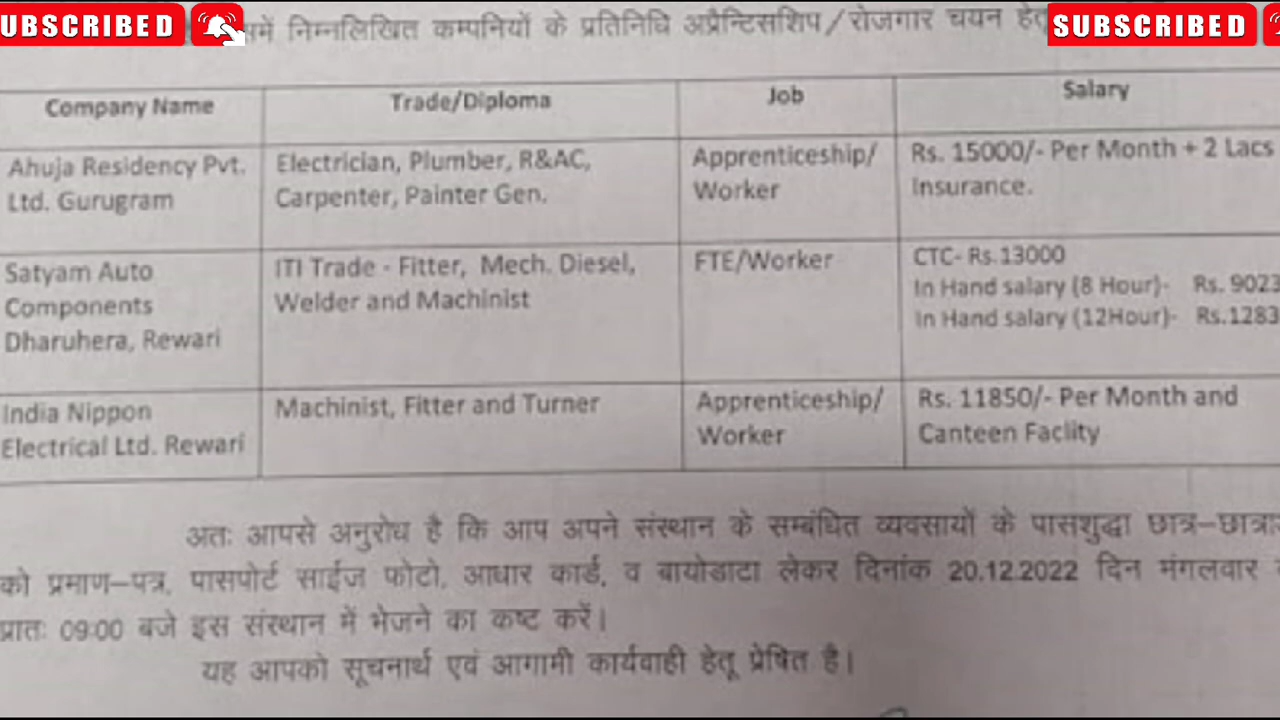 SUBSCRIBED
SUBSCRIBED
निम्नलिखित कम्पनियों के प्रतिनिधि अप्रैन्टिसशिप/रोजगार चयन
Company Name Trade/Diploma Job Salary
Ahuja Residency Pvt. Electrician, Plumber, R&AC, Apprenticeship/ Rs. 15000/- Per Month + 2 Lacs
Ltd. Gurugram Carpenter, Painter Gen. Worker Insurance.
Satyam Auto ITI Trade - Fitter, Mech. Diesel, FTE/Worker CTC- Rs.13000
Components Welder and Machinist In Hand salary (8 Hour)- Rs. 9023
Dharuhera, Rewari In Hand salary (12Hour)- Rs.1283
India Nippon Machinist, Fitter and Turner Apprenticeship/ Rs. 11850/- Per Month and
Electrical Ltd. Rewari Worker Canteen Faclity
अतः आपसे अनुरोध है कि आप अपने संस्थान के सम्बंधित व्यवसायों के पासशुद्धा
को प्रमाण–पत्र, पासपोर्ट साईज फोटो, आधार कार्ड, व बायोडाटा लेकर दिनांक 20.12.2022 दिन मंगलवार
प्रातः 09:00 बजे इस संस्थान में भेजने का कष्ट करें।
यह आपको सूचनार्थ एवं आगामी कार्यवाही हेतू प्रेषित है।